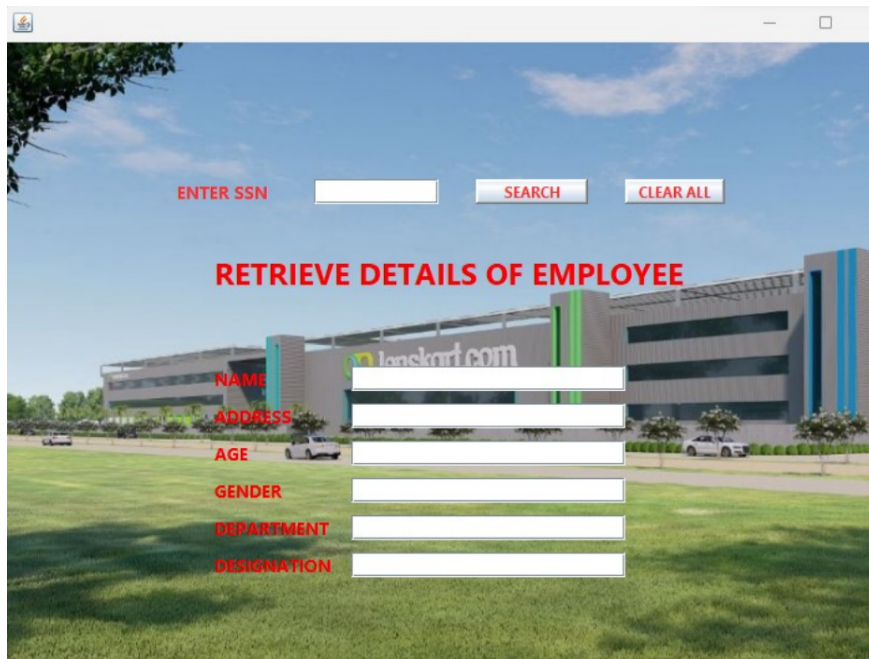 ENTER SSN SEARCH CLEAR ALL
RETRIEVE DETAILS OF EMPLOYEE
lenskart.com
NAME
ADDRESS
AGE
GENDER
DEPARTMENT
DESIGNATION